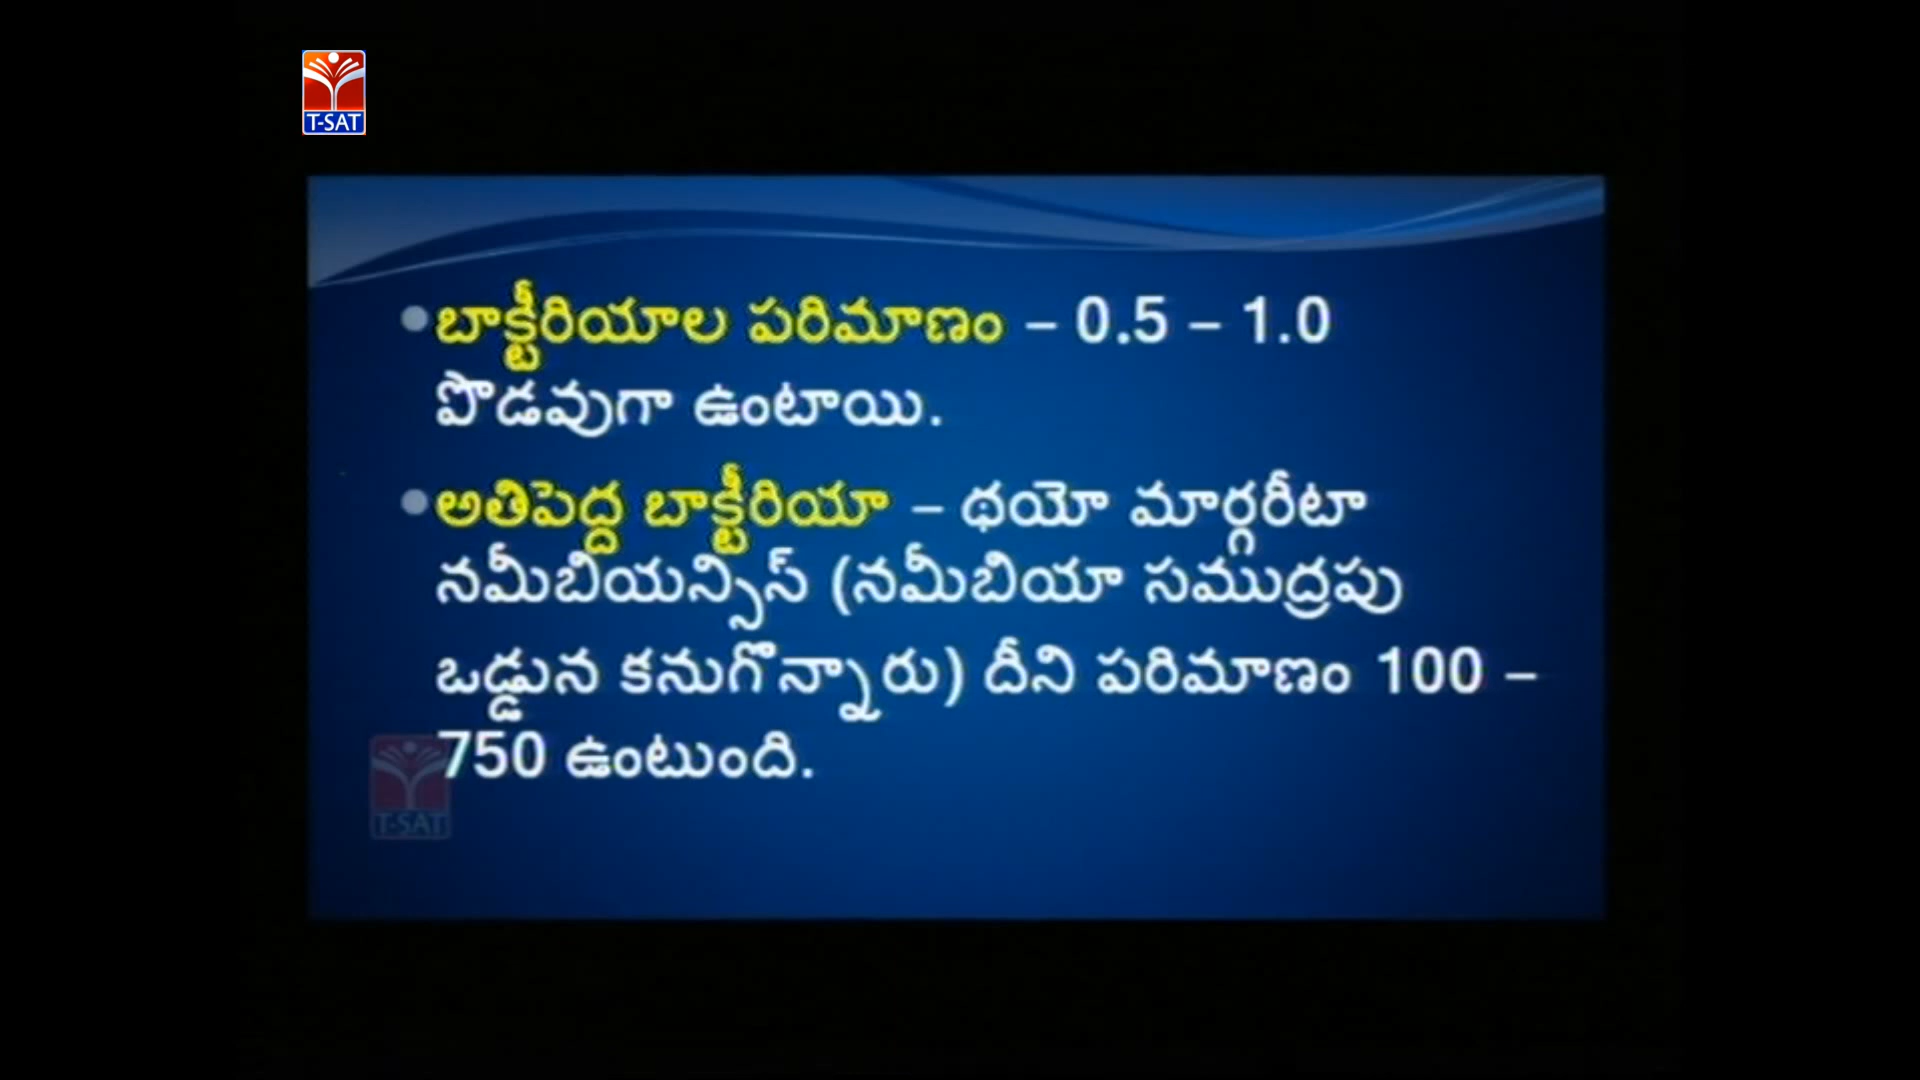 T-SAT
బాక్టీరియాల పరిమాణం – 0.5 – 1.0
పొడవుగా ఉంటాయి.
అతిపెద్ద బాక్టీరియా – థయో మార్గరీటా
నమీబియన్సిస్ (నమీబియా సముద్రపు
ఒడ్డున కనుగొన్నారు) దీని పరిమాణం 100 –
750 ఉంటుంది.
T-SAT